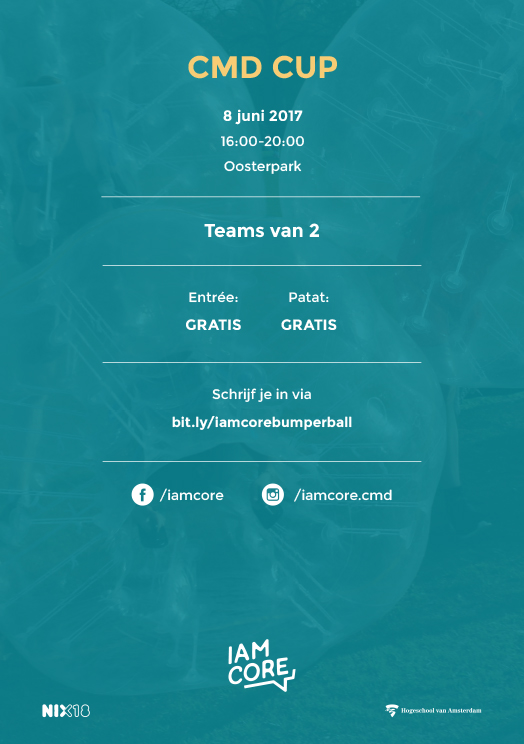 CMD CUP
8 juni 2017
16:00-20:00
Oosterpark
Teams van 2
Entrée: Patat:
GRATIS GRATIS
Schrijf je in via
bit.ly/iamcorebumperball
/iamcore /iamcore.cmd
IAM
CORE
NIX18 Hogeschool van Amsterdam